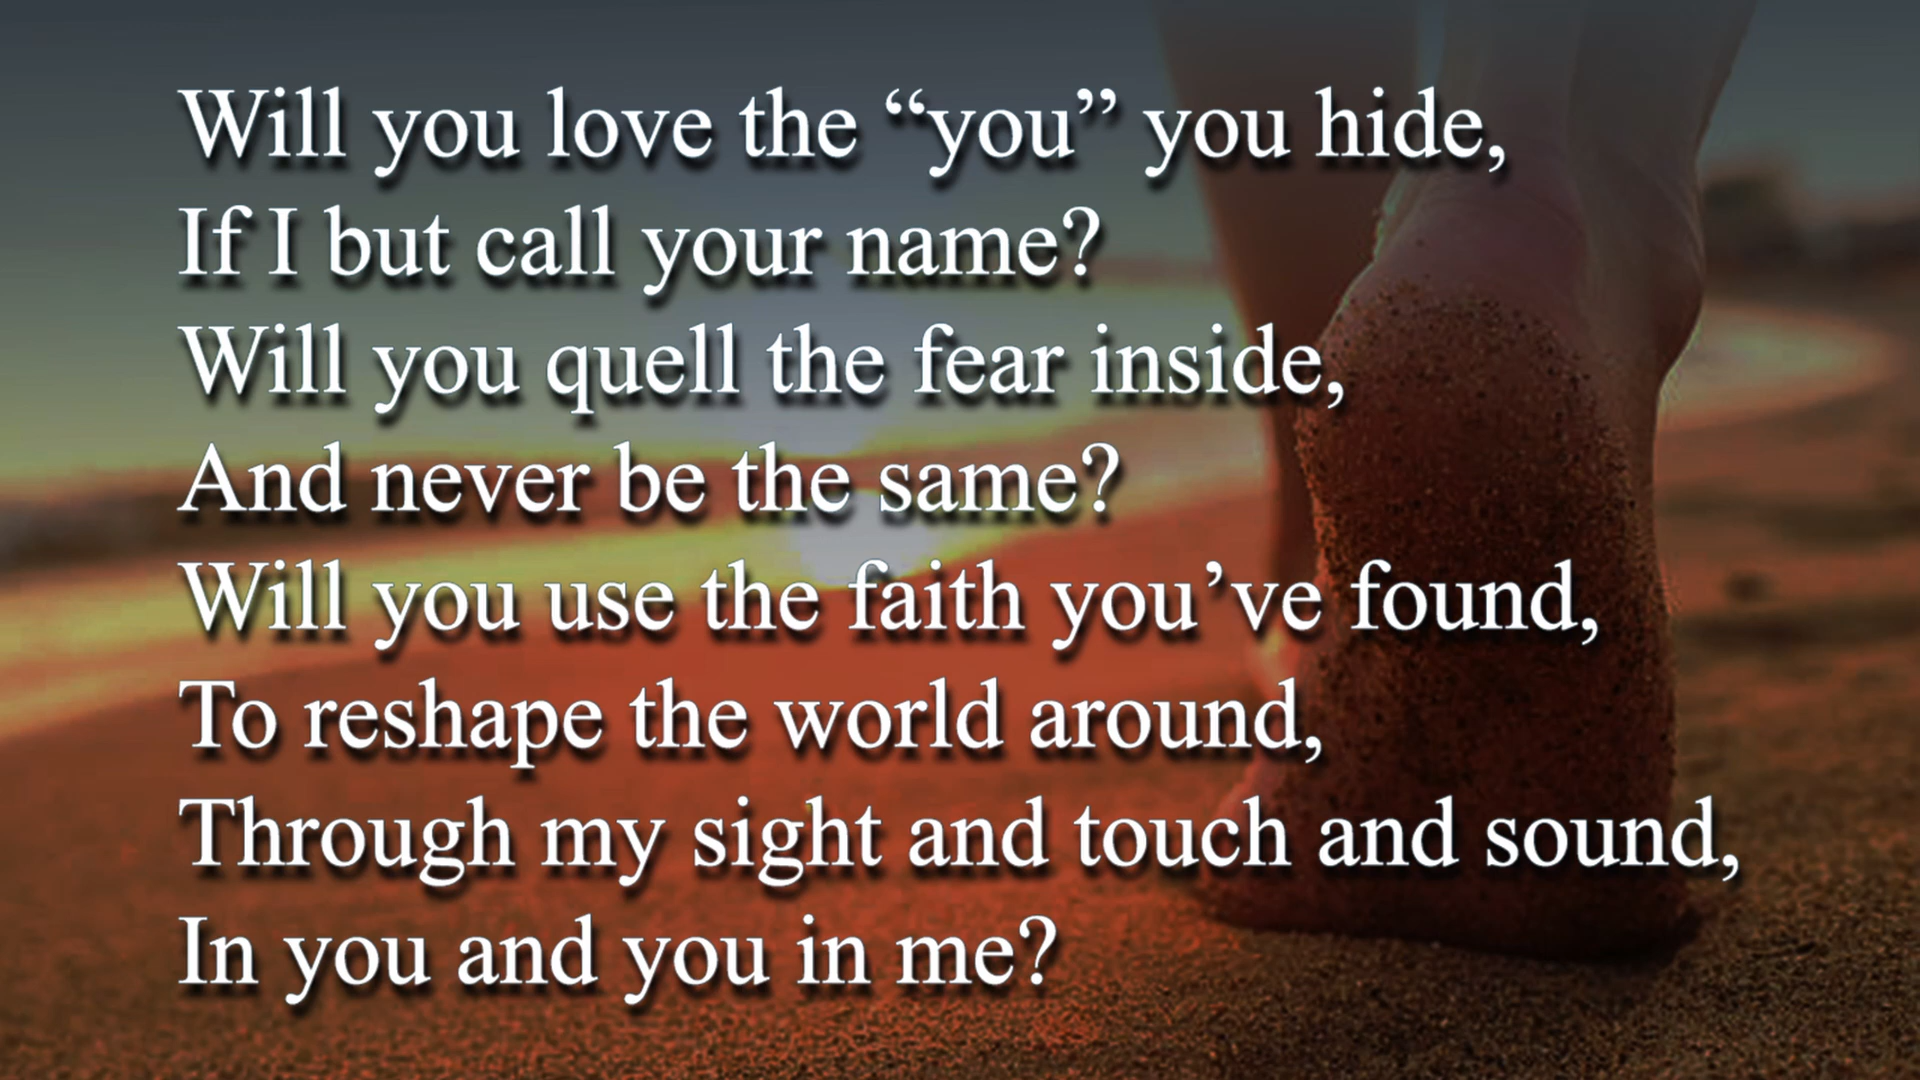 Will you love the “you” you hide,
If I but call your name?
Will you quell the fear inside,
And never be the same?
Will you use the faith you’ve found,
To reshape the world around,
Through my sight and touch and sound,
In you and you in me?